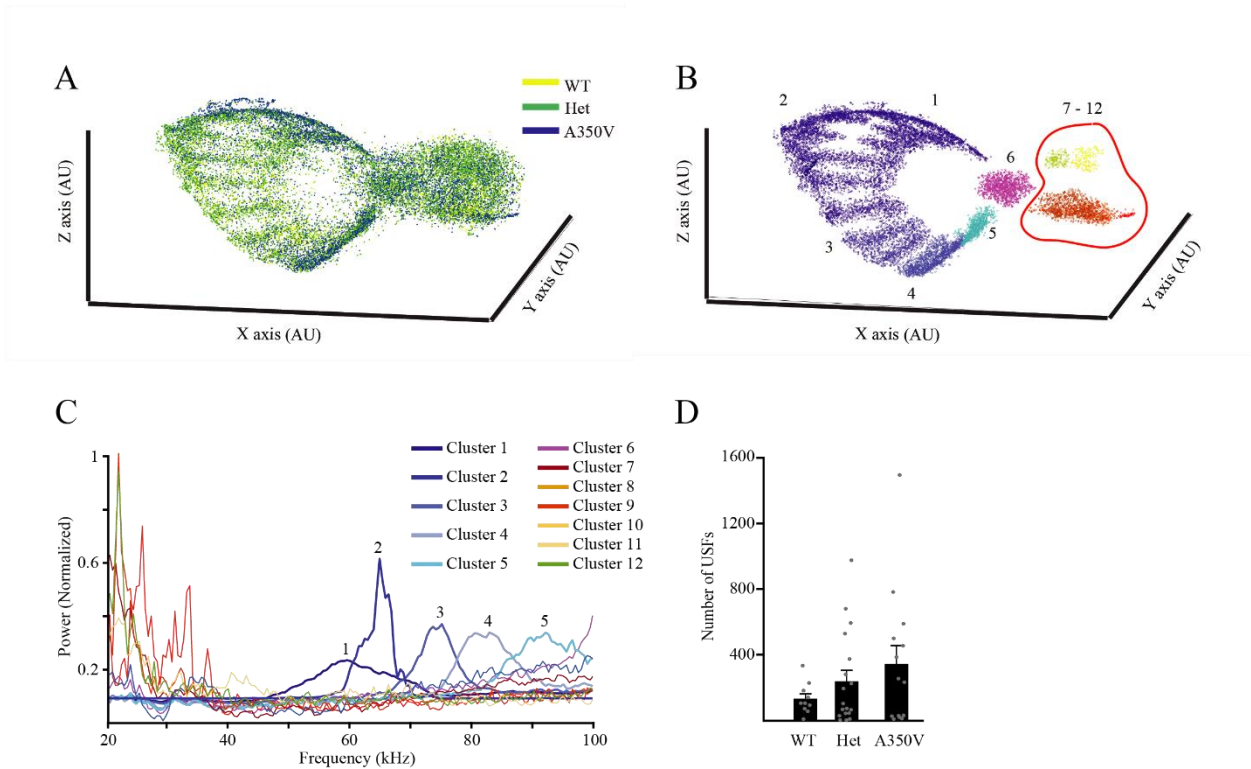 A
WT
Het
A350V
Z axis (AU)
X axis (AU)
Y axis (AU)
B
2
1
7 - 12
6
3
5
4
Z axis (AU)
X axis (AU)
Y axis (AU)
C
Cluster 1
Cluster 2
Cluster 3
Cluster 4
Cluster 5
Cluster 6
Cluster 7
Cluster 8
Cluster 9
Cluster 10
Cluster 11
Cluster 12
1
0.6
0.2
Power (Normalized)
2
3
4
5
1
20
40
60
80
100
Frequency (kHz)
D
1600
1200
800
400
Number of USFs
WT
Het
A350V